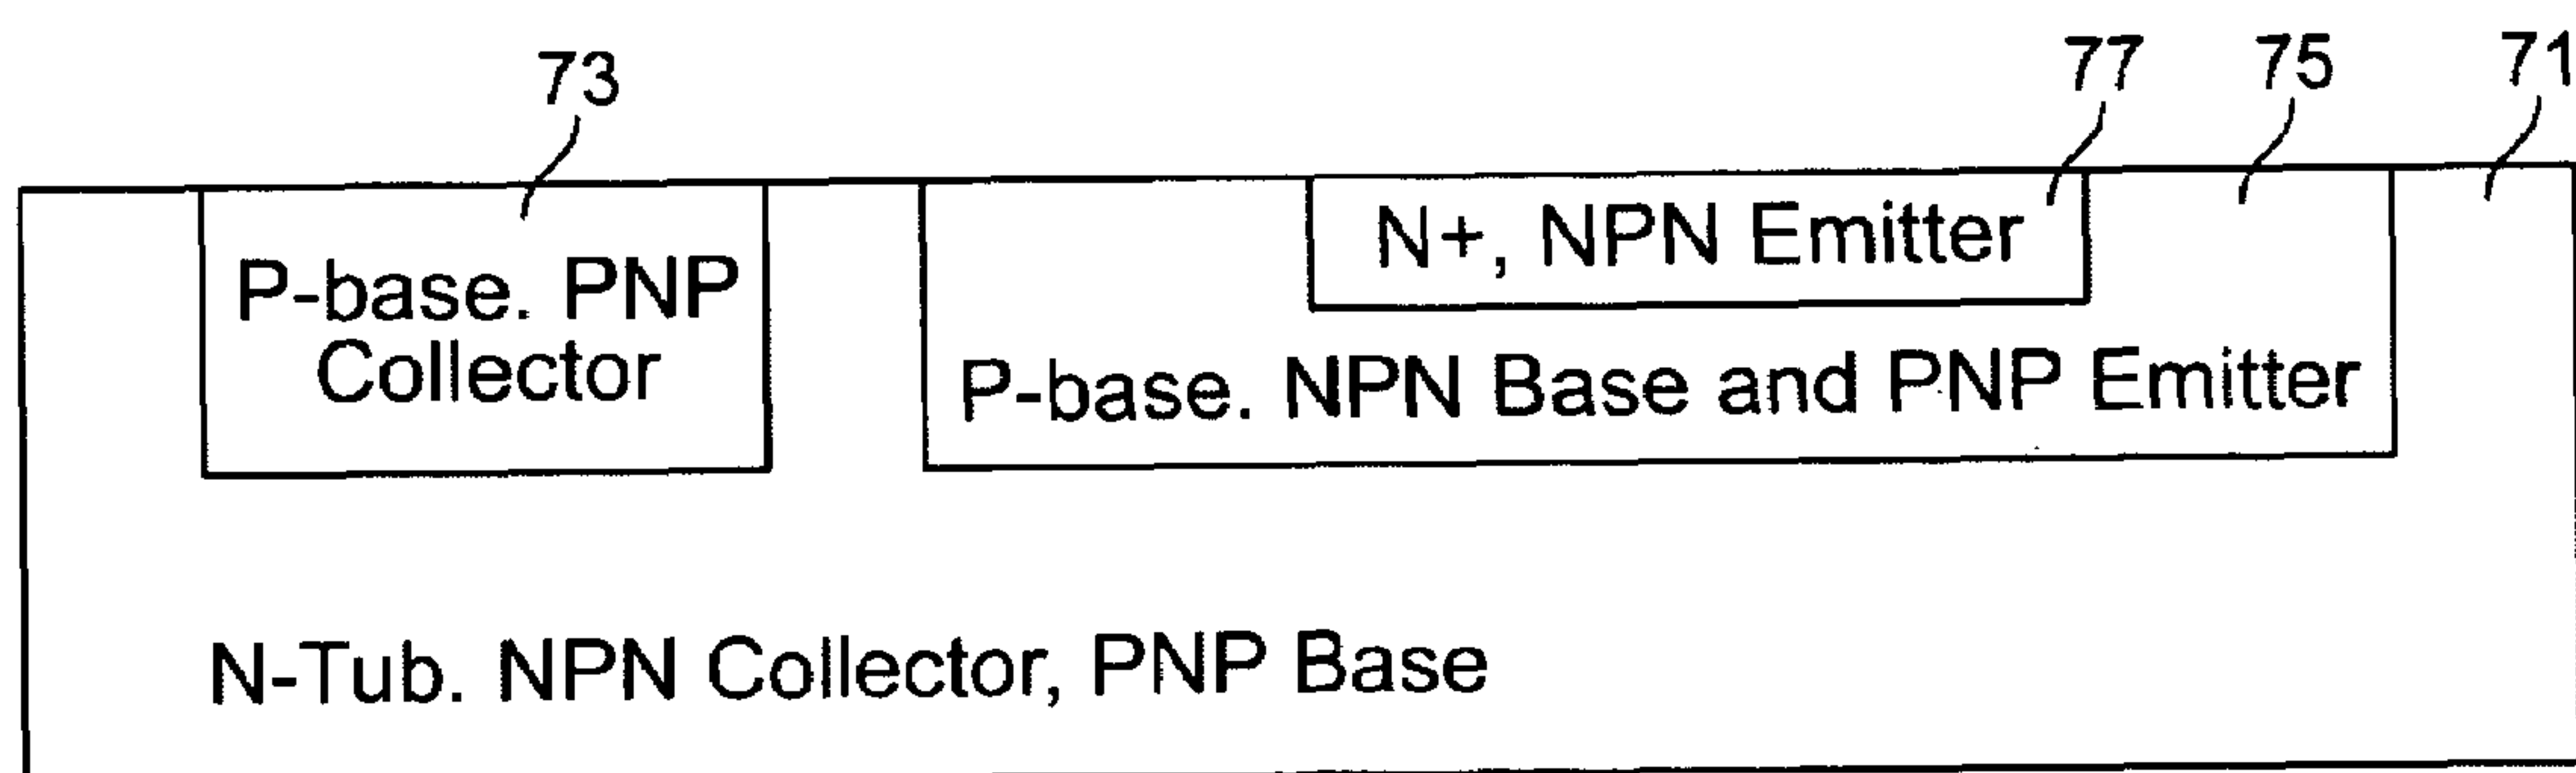 73
77
75
71
N+, NPN Emitter
P-base. PNP
Collector
P-base. NPN Base and PNP Emitter
N-Tub. NPN Collector, PNP Base